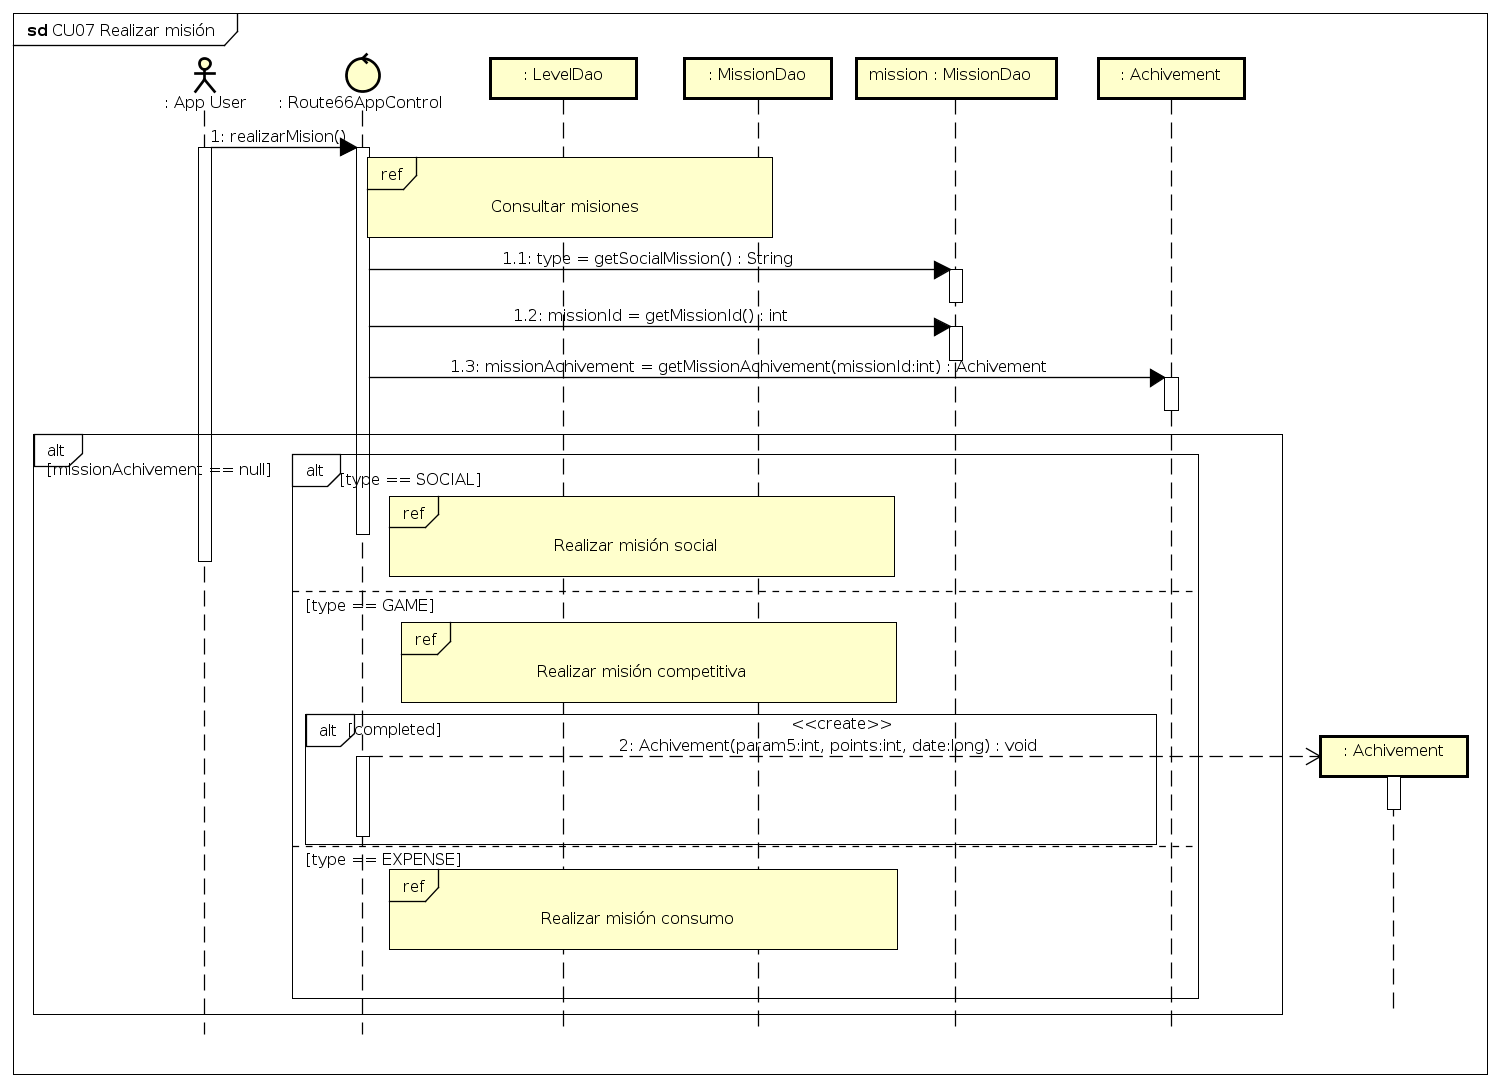 sd CU07 Realizar misión
: App User
: Route66AppControl
: LevelDao
: MissionDao
mission : MissionDao
: Achivement
1: realizarMision()
ref
Consultar misiones
1.1: type = getSocialMission() : String
1.2: missionId = getMissionId() : int
1.3: missionAchivement = getMissionAchivement(missionId:int) : Achivement
alt
[missionAchivement == null]
alt
[type == SOCIAL]
ref
Realizar misión social
[type == GAME]
ref
Realizar misión competitiva
alt
[completed]
<<create>>
2: Achivement(param5:int, points:int, date:long) : void
: Achivement
[type == EXPENSE]
ref
Realizar misión consumo